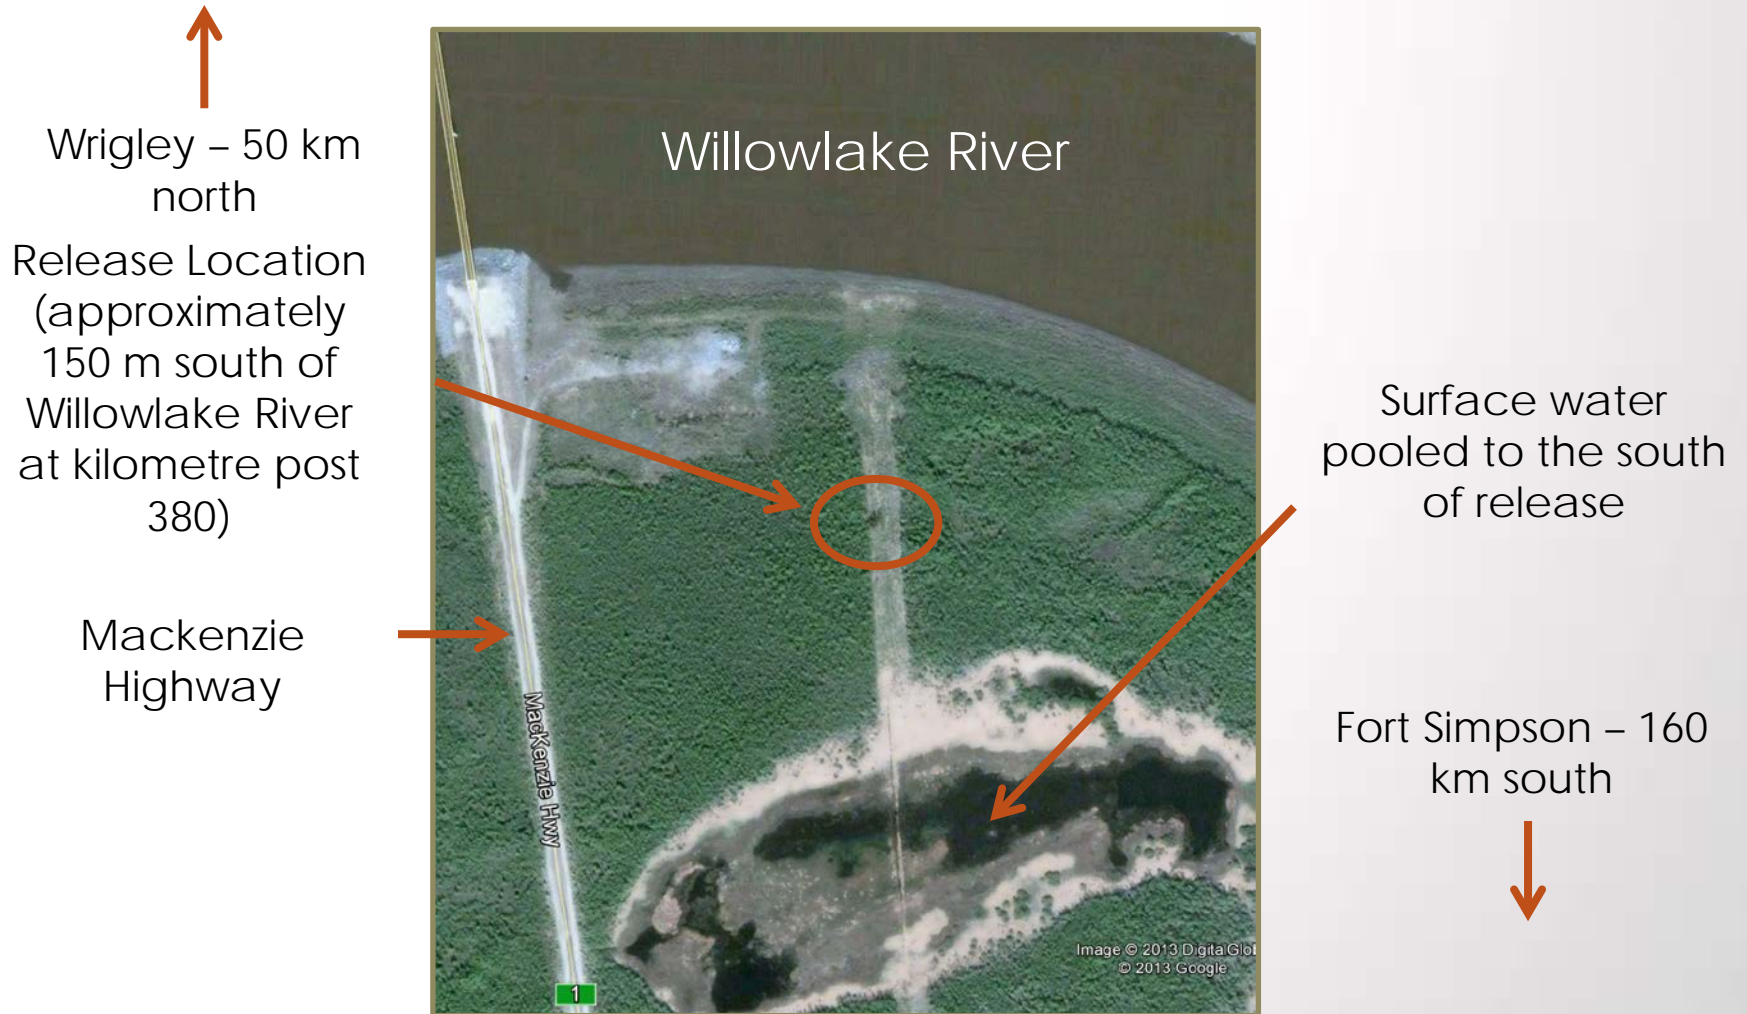 Wrigley – 50 km
north
Release Location
(approximately
150 m south of
Willowlake River
at kilometre post
380)
Mackenzie
Highway
Willowlake River
MacKenzie Hwy
1
Image © 2013 DigitalGlob
© 2013 Google
Surface water
pooled to the south
of release
Fort Simpson – 160
km south